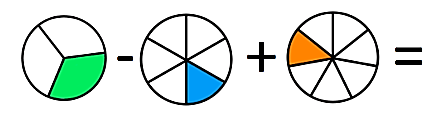 - + =